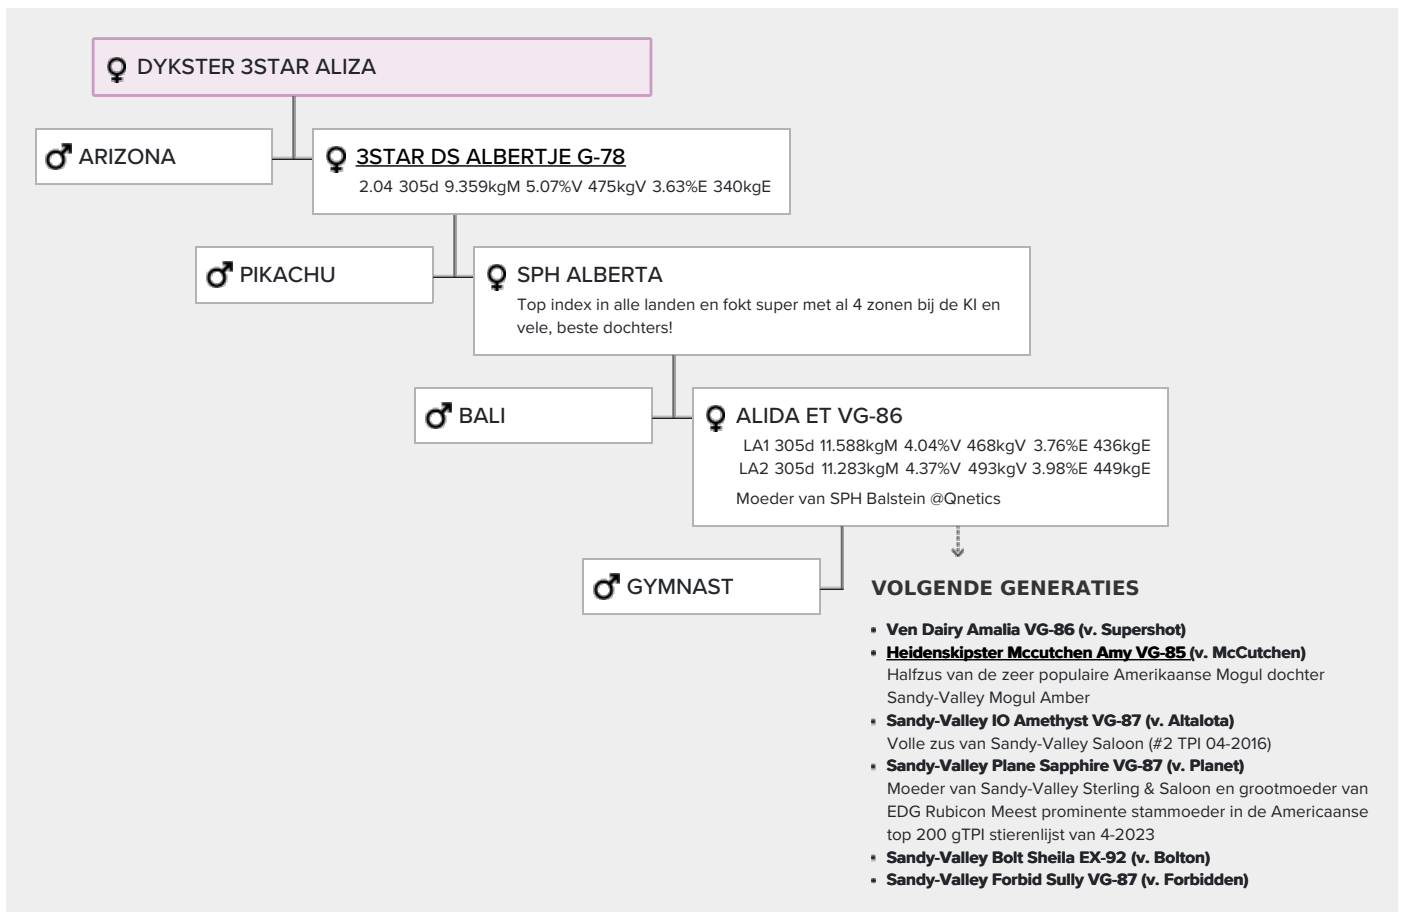 DYKSTER 3STAR ALIZA
ARIZONA
3STAR DS ALBERTJE G-78
2.04 305d 9.359kgM 5.07%V 475kgV 3.63%E 340kgE
PIKACHU
SPH ALBERTA
Top index in alle landen en fokt super met al 4 zonen bij de KI en
vele, beste dochters!
BALI
ALIDA ET VG-86
LA1 305d 11.588kgM 4.04%V 468kgV 3.76%E 436kgE
LA2 305d 11.283kgM 4.37%V 493kgV 3.98%E 449kgE
Moeder van SPH Balstein @Qnetics
GYMNAST
VOLGENDE GENERATIES
Ven Dairy Amalia VG-86 (v. Supershot)
Heidenskipster Mccutchen Amy VG-85 (v. McCutchen)
Halfzus van de zeer populaire Amerikaanse Mogul dochter
Sandy-Valley Mogul Amber
Sandy-Valley IO Amethyst VG-87 (v. AltaIota)
Volle zus van Sandy-Valley Saloon (#2 TPI 04-2016)
Sandy-Valley Plane Sapphire VG-87 (v. Planet)
Moeder van Sandy-Valley Sterling & Saloon en grootmoeder van
EDG Rubicon Meest prominente stammoeder in de Americaanse
top 200 gTPI stierenlijst van 4-2023
Sandy-Valley Bolt Sheila EX-92 (v. Bolton)
Sandy-Valley Forbid Sully VG-87 (v. Forbidden)